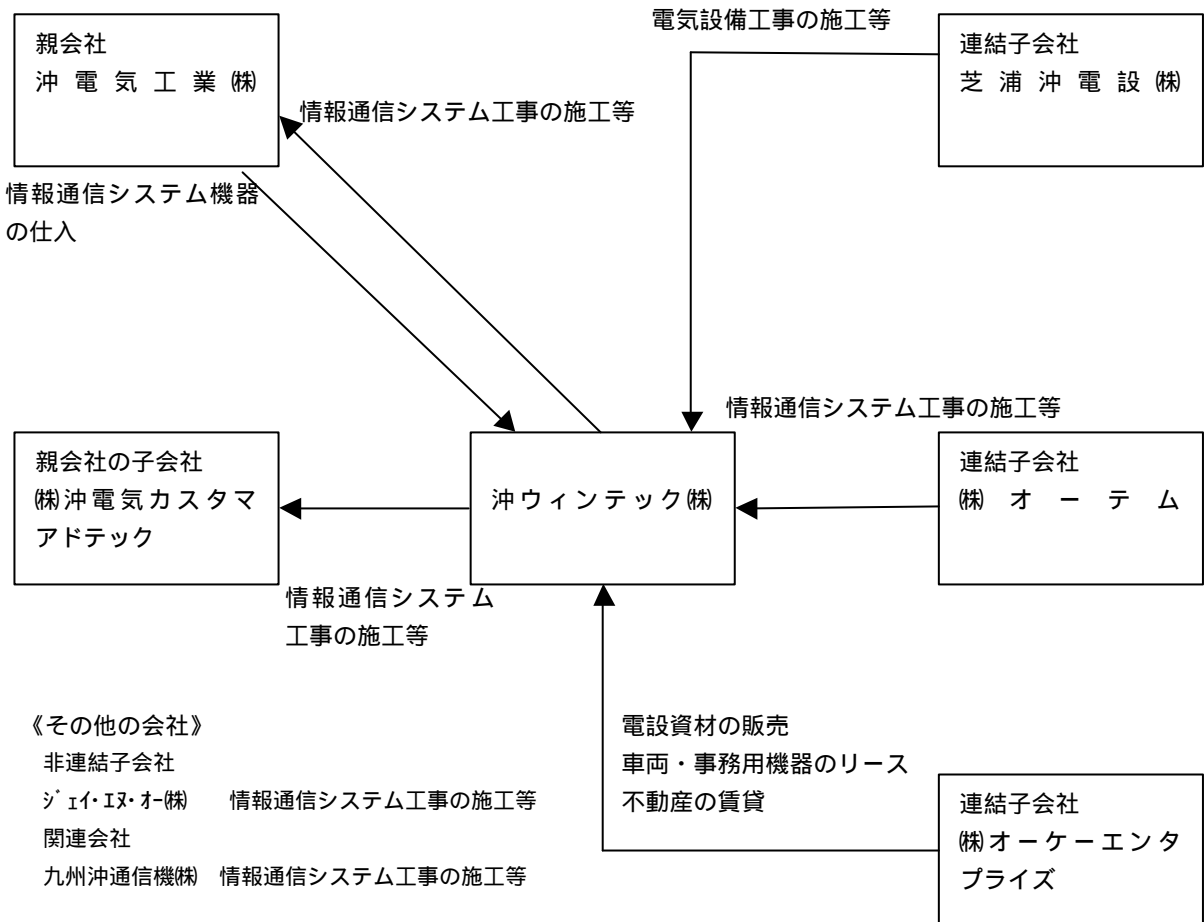 電気設備工事の施工等
親会社
沖電気工業㈱
連結子会社
芝浦沖電設㈱
情報通信システム工事の施工等
情報通信システム機器
の仕入
情報通信システム工事の施工等
親会社の子会社
㈱沖電気カスタマ
アドテック
沖ウィンテック㈱
連結子会社
㈱オーテム
情報通信システム
工事の施工等
《その他の会社》
非連結子会社
ジェイ・エヌ・オー㈱ 情報通信システム工事の施工等
関連会社
九州沖通信機㈱ 情報通信システム工事の施工等
電設資材の販売
車両・事務用機器のリース
不動産の賃貸
連結子会社
㈱オーケーエンタ
プライズ